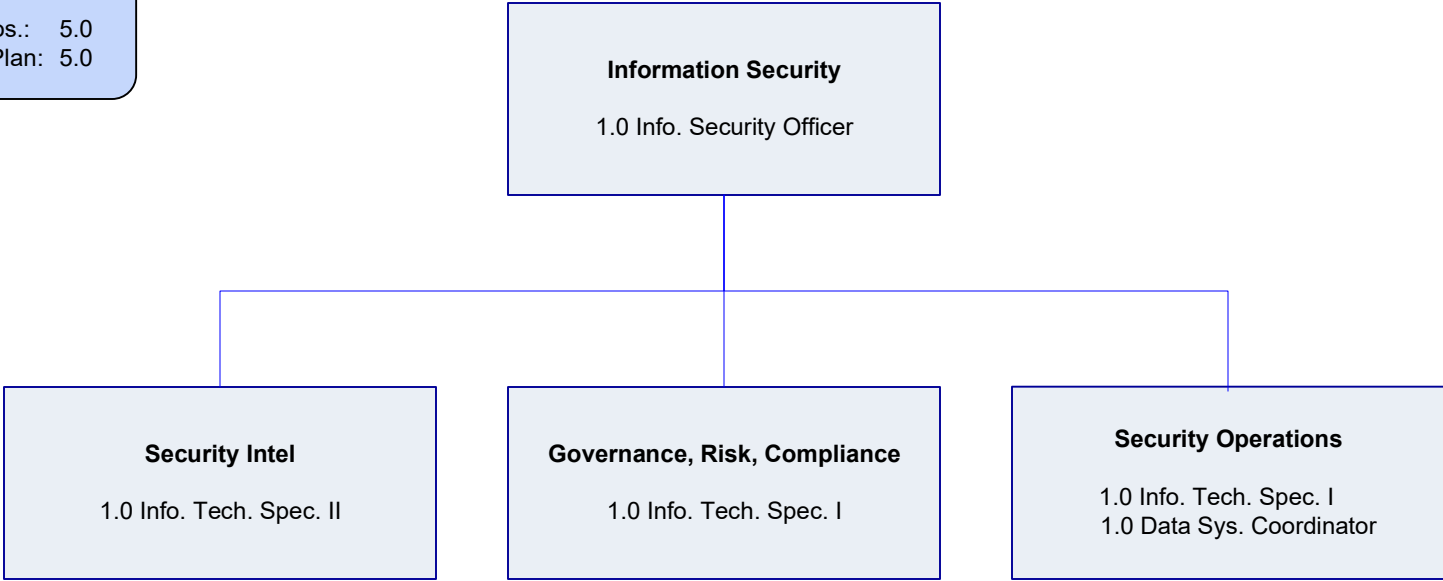 os.: 5.0
Plan: 5.0
Information Security
1.0 Info. Security Officer
Security Intel
1.0 Info. Tech. Spec. II
Governance, Risk, Compliance
1.0 Info. Tech. Spec. I
Security Operations
1.0 Info. Tech. Spec. I
1.0 Data Sys. Coordinator